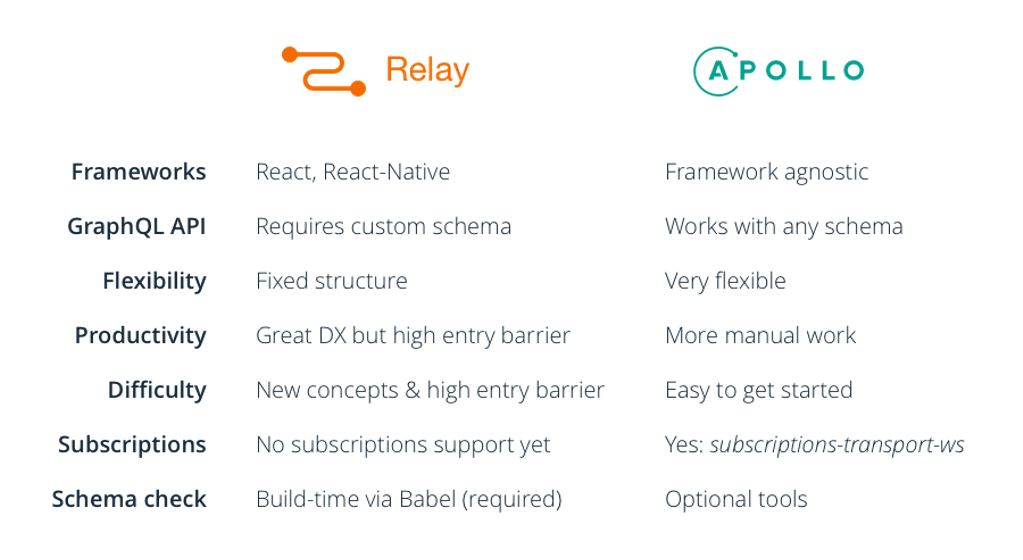 Relay APOLLO
Frameworks React, React-Native Framework agnostic
GraphQL API Requires custom schema Works with any schema
Flexibility Fixed structure Very flexible
Productivity Great DX but high entry barrier More manual work
Difficulty New concepts & high entry barrier Easy to get started
Subscriptions No subscriptions support yet Yes: subscriptions-transport-ws
Schema check Build-time via Babel (required) Optional tools